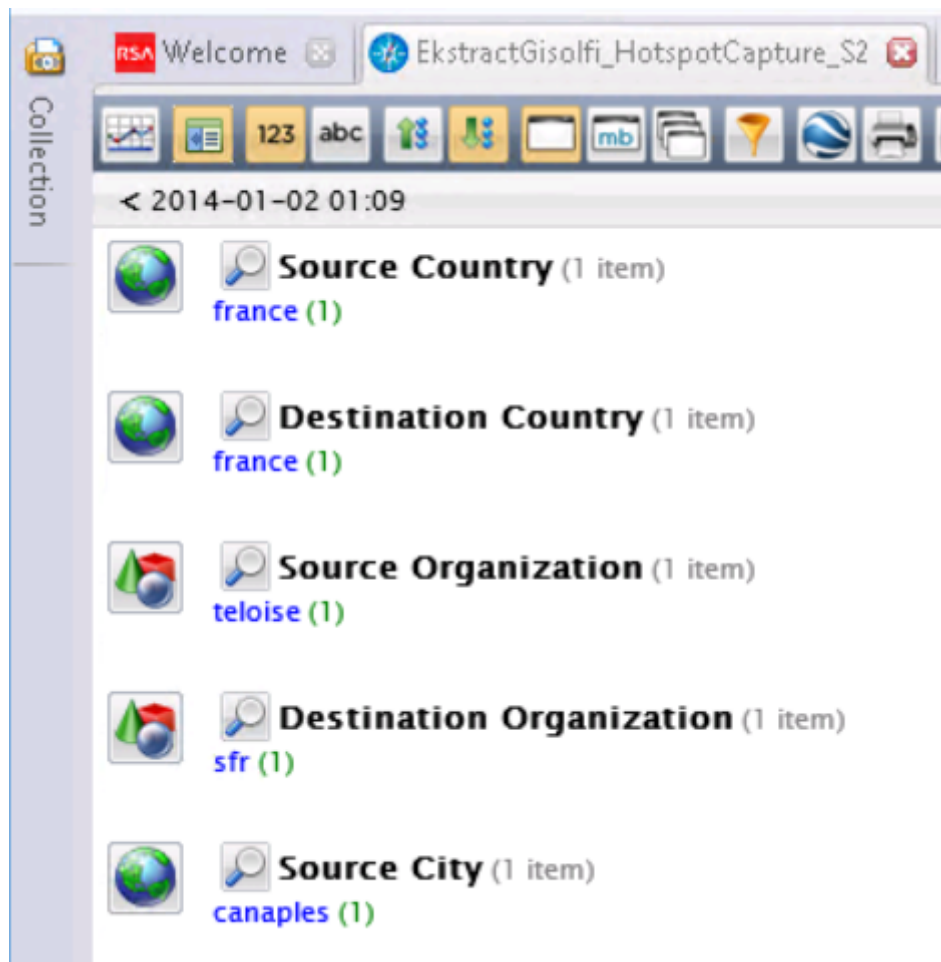 RSA Welcome EkstractGisolfi_HotspotCapture_S2
Collection
123 abc mb
< 2014-01-02 01:09
Source Country (1 item)
france (1)
Destination Country (1 item)
france (1)
Source Organization (1 item)
teloise (1)
Destination Organization (1 item)
sfr (1)
Source City (1 item)
canaples (1)